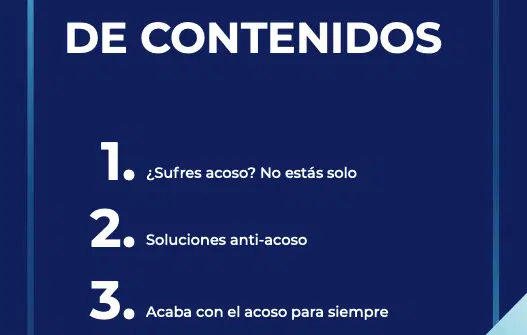 DE CONTENIDOS
1. ¿Sufres acoso? No estás solo
2. Soluciones anti-acoso
3. Acaba con el acoso para siempre